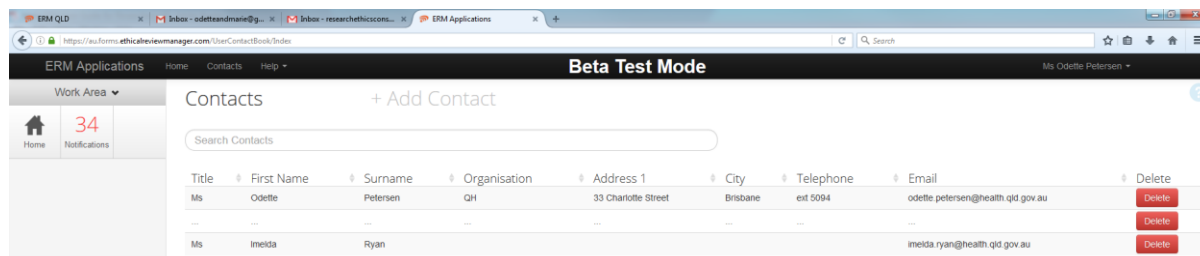 ERM QLD
Inbox - odetteandmarie@g...
Inbox - researchethicscons...
ERM Applications
https://eu.forms.ethicalreviewmanager.com/UserContactBook/Index
Search
ERM Applications Home Contacts Help Beta Test Mode Ms Odette Petersen
Work Area
Contacts + Add Contact
34
Home Notifications
Search Contacts
Title First Name Surname Organisation Address 1 City Telephone Email Delete
Ms Odette Petersen QH 33 Charlotte Street Brisbane ext 5094 odette.petersen@health.qld.gov.au Delete
... ... ... ... ... ... ... ... Delete
Ms Imelda Ryan imelda.ryan@health.qld.gov.au Delete